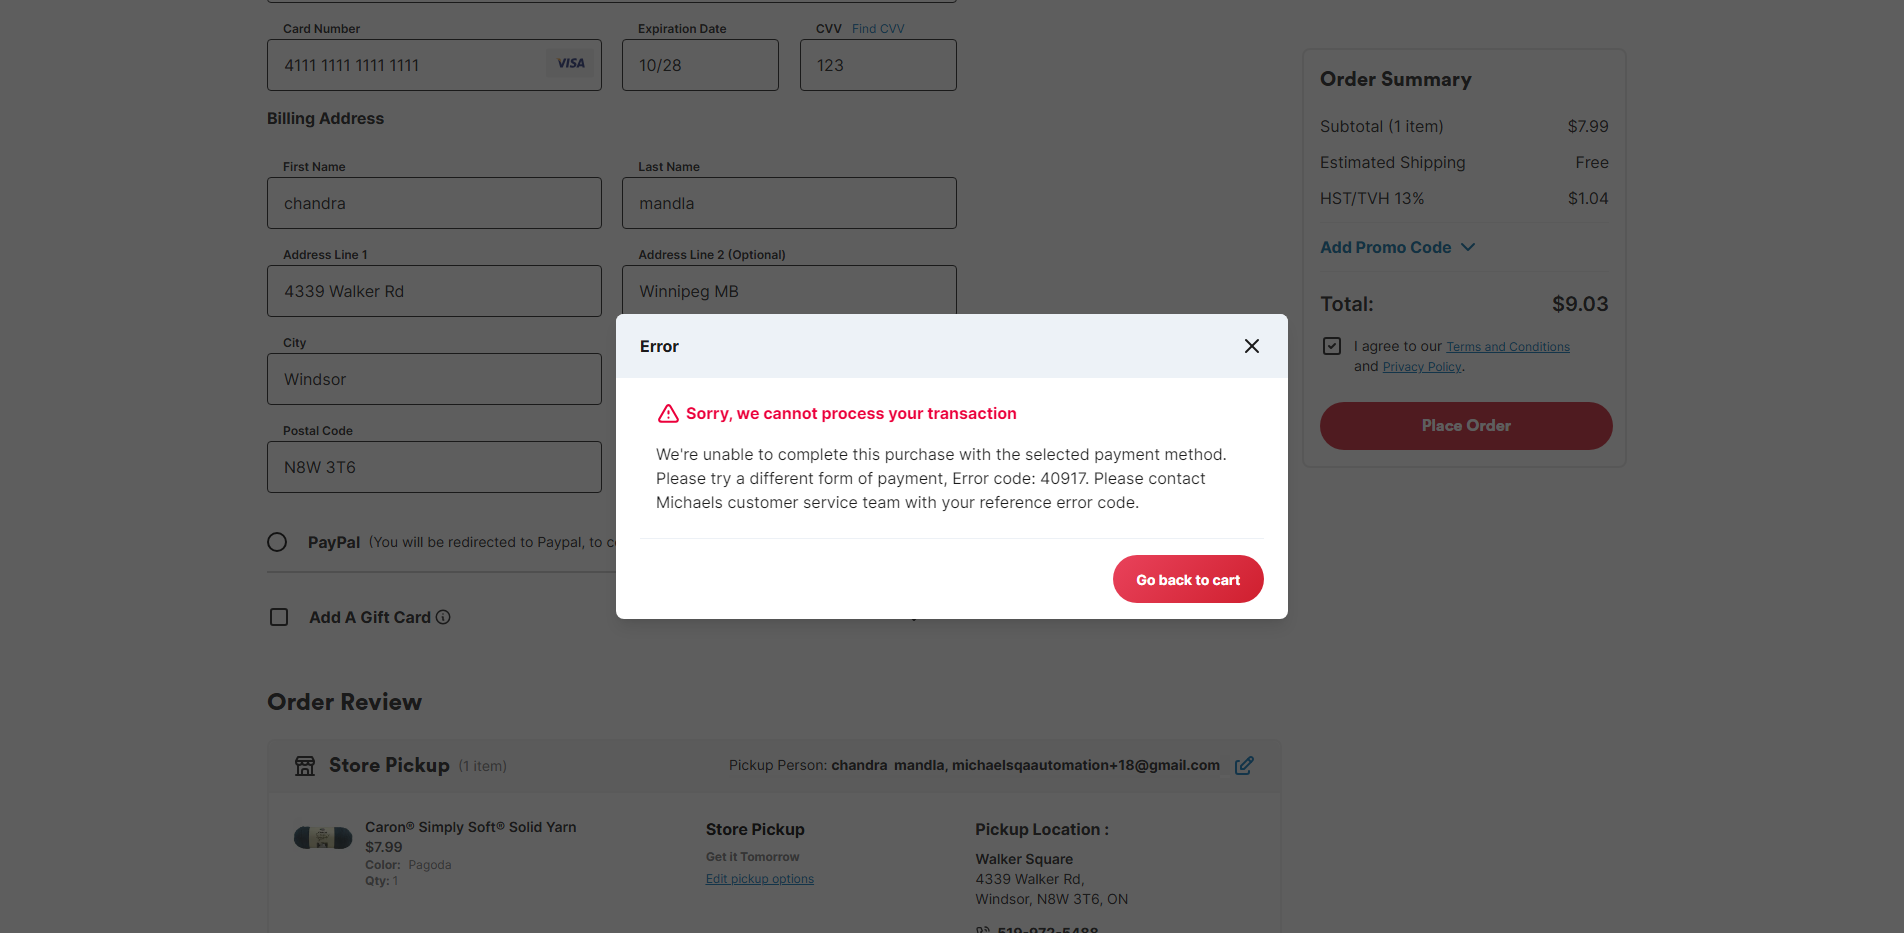 Card Number
Expiration Date
CVV Find CVV
4111 1111 1111 1111
VISA
10/28
123
Billing Address
First Name
Last Name
chandra
mandla
Address Line 1
Address Line 2 (Optional)
4339 Walker Rd
Winnipeg MB
City
Windsor
Postal Code
N8W 3T6
PayPal (You will be redirected to Paypal, to c
Add A Gift Card
Order Summary
Subtotal (1 item) $7.99
Estimated Shipping Free
HST/TVH 13% $1.04
Add Promo Code
Total: $9.03
I agree to our Terms and Conditions
and Privacy Policy.
Place Order
Error
Sorry, we cannot process your transaction
We're unable to complete this purchase with the selected payment method.
Please try a different form of payment, Error code: 40917. Please contact
Michaels customer service team with your reference error code.
Go back to cart
Order Review
Store Pickup (1 item)
Pickup Person: chandra mandla, michaelsqaautomation+18@gmail.com
Caron® Simply Soft® Solid Yarn
$7.99
Color: Pagoda
Qty: 1
Store Pickup
Get it Tomorrow
Edit pickup options
Pickup Location :
Walker Square
4339 Walker Rd,
Windsor, N8W 3T6, ON
519-972-5488